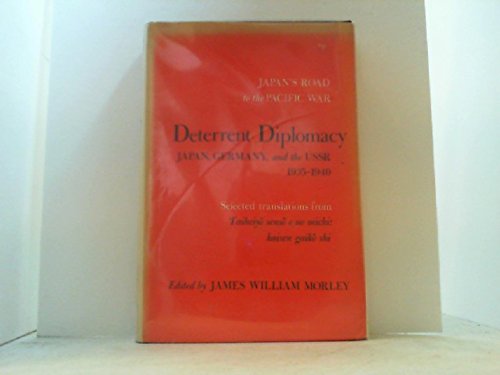 JAPAN'S ROAD
to the PACIFIC WAR
Deterrent Diplomacy
JAPAN, GERMANY, and the USSR
1935-1940
Selected translations from
Taiheiyō sensō e no michi:
kaisen gaikō shi
Edited by JAMES WILLIAM MORLEY